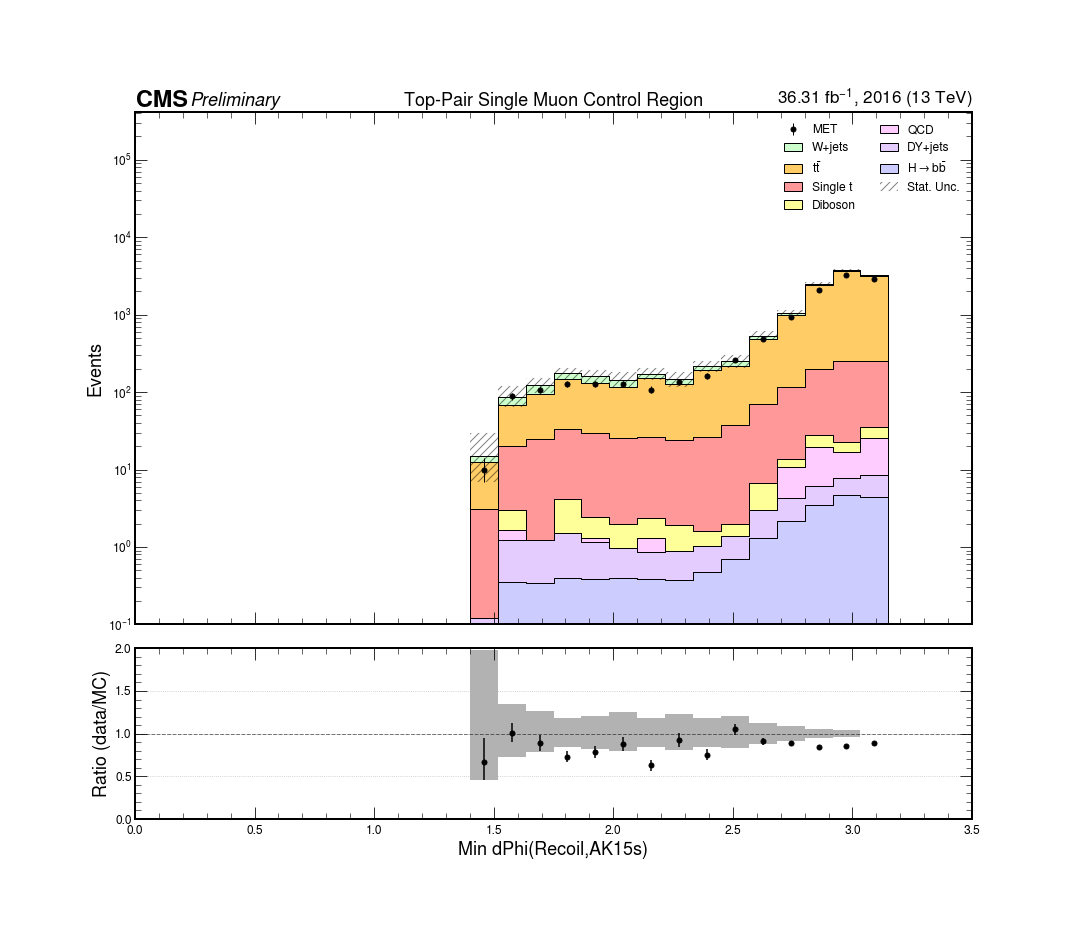 CMS Preliminary Top-Pair Single Muon Control Region 36.31 fb⁻¹, 2016 (13 TeV)
MET QCD
W+jets DY+jets
tt̄ H→bb̄
Single t Stat. Unc.
Diboson
10⁵
10⁴
10³
10²
10¹
10⁰
10⁻¹
Events
2.0
1.5
1.0
0.5
0.0
Ratio (data/MC)
0.0 0.5 1.0 1.5 2.0 2.5 3.0 3.5
Min dPhi(Recoil,AK15s)